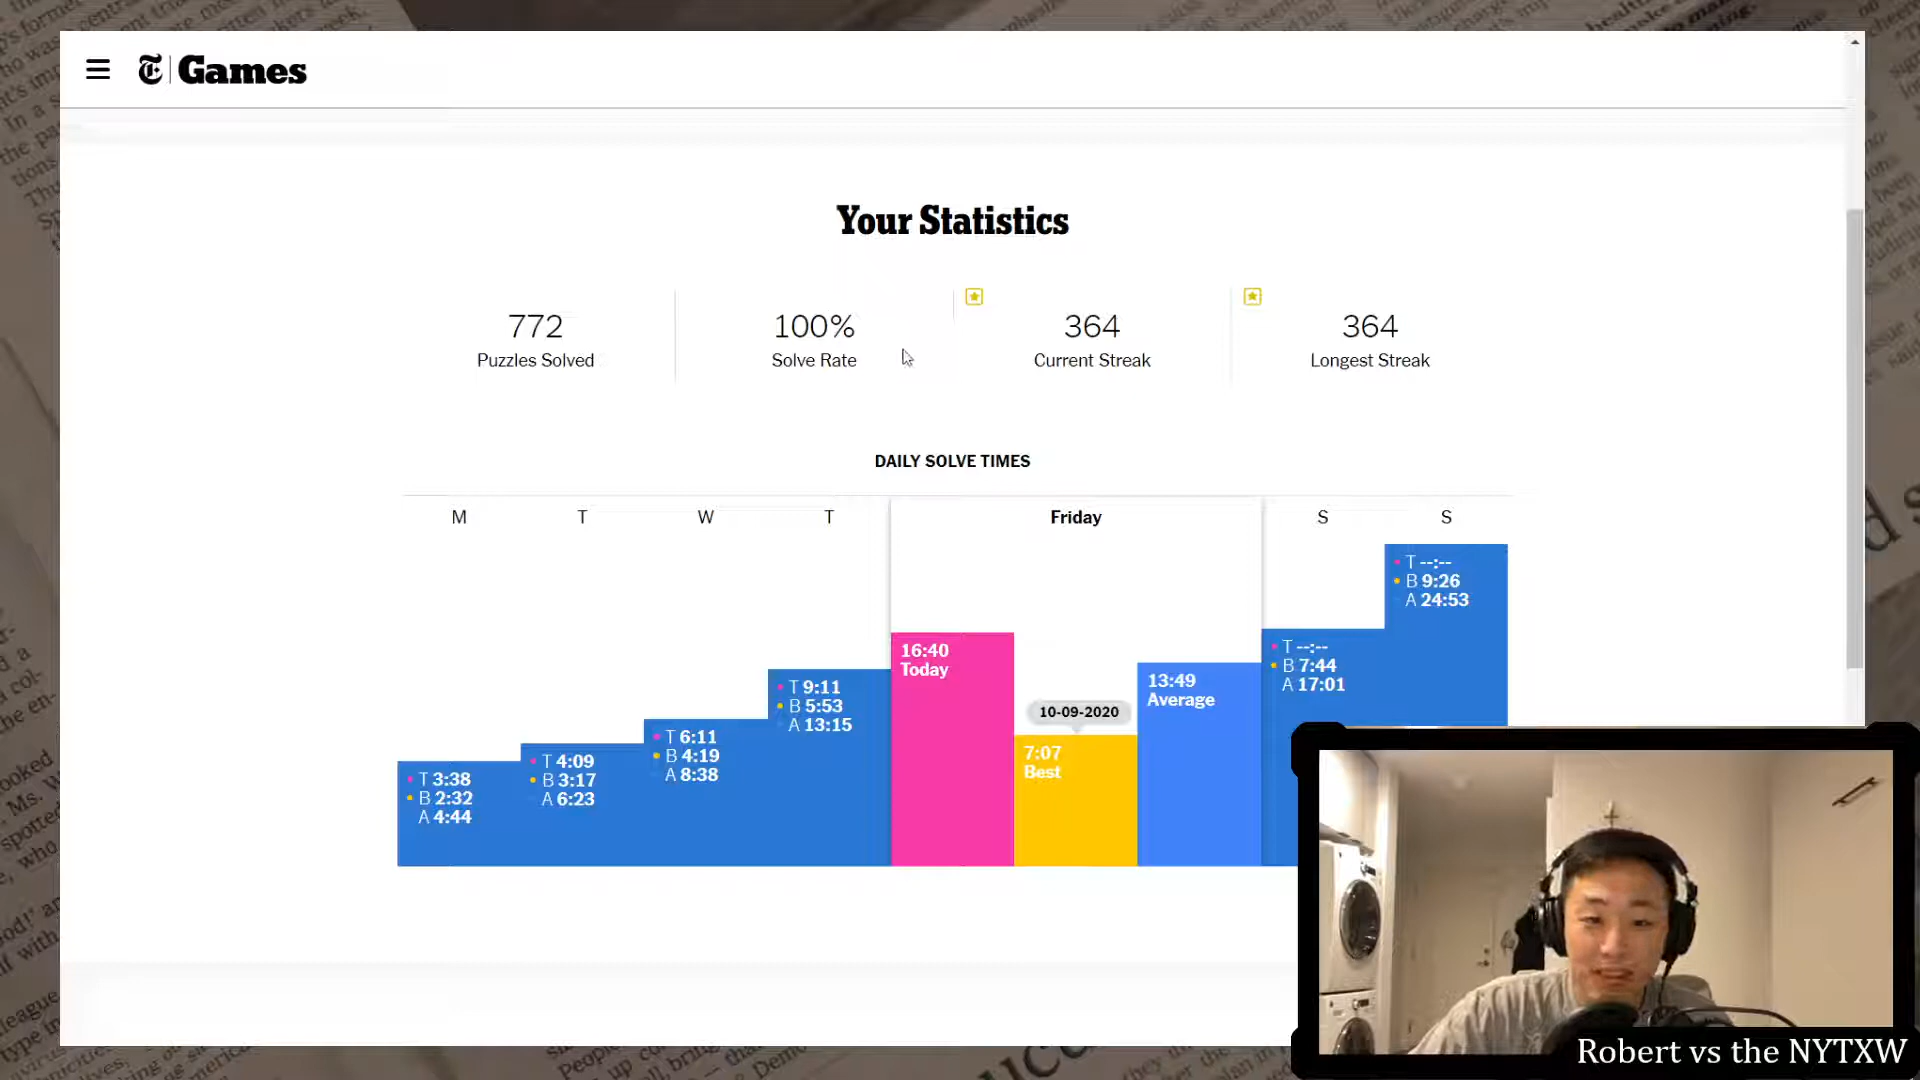 T Games
Your Statistics
772
Puzzles Solved
100%
Solve Rate
364
Current Streak
364
Longest Streak
DAILY SOLVE TIMES
M T W T Friday S S
T 3:38
B 2:32
A 4:44
T 4:09
B 3:17
A 6:23
T 6:11
B 4:19
A 8:38
T 9:11
B 5:53
A 13:15
16:40
Today
10-09-2020
7:07
Best
13:49
Average
T --:--
B 7:44
A 17:01
T --:--
B 9:26
A 24:53
Robert vs the NYTXW